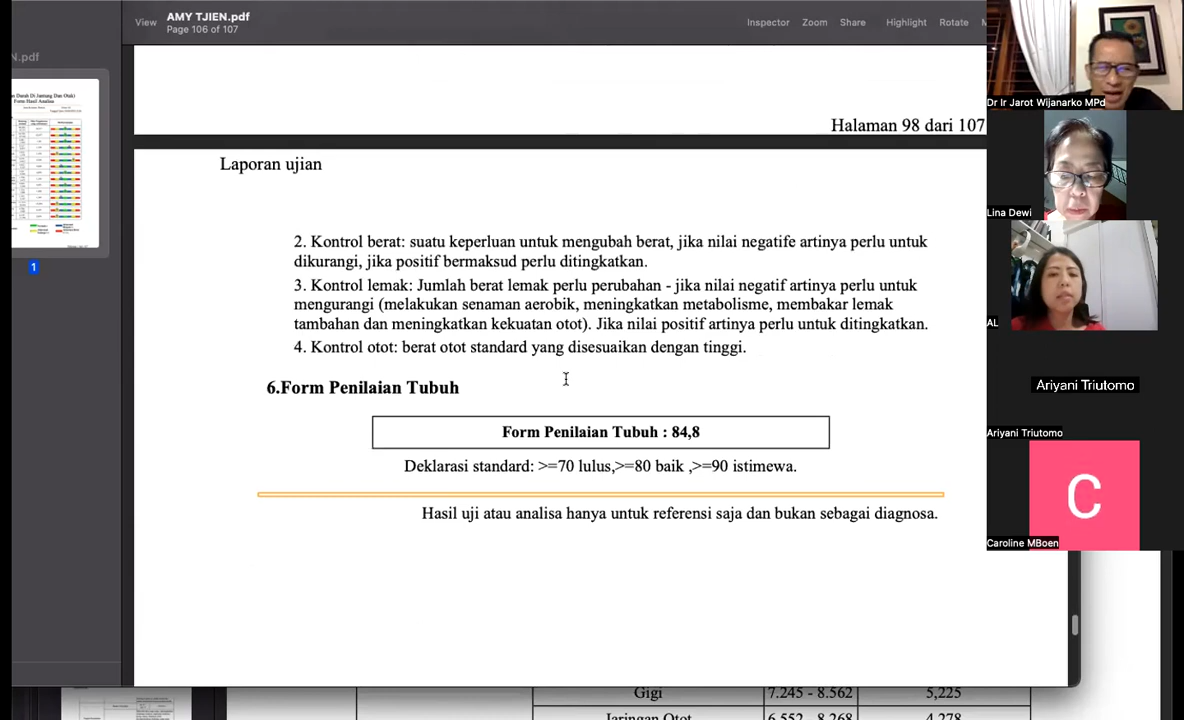 AMY TJIEN.pdf
View
Page 106 of 107
Inspector Zoom Share Highlight Rotate
N.pdf
Form Hasil Analisa
1
Halaman 98 dari 107
Laporan ujian
2. Kontrol berat: suatu keperluan untuk mengubah berat, jika nilai negatife artinya perlu untuk
dikurangi, jika positif bermaksud perlu ditingkatkan.
3. Kontrol lemak: Jumlah berat lemak perlu perubahan - jika nilai negatif artinya perlu untuk
mengurangi (melakukan senaman aerobik, meningkatkan metabolisme, membakar lemak
tambahan dan meningkatkan kekuatan otot). Jika nilai positif artinya perlu untuk ditingkatkan.
4. Kontrol otot: berat otot standard yang disesuaikan dengan tinggi.
6.Form Penilaian Tubuh
Form Penilaian Tubuh : 84,8
Deklarasi standard: >=70 lulus,>=80 baik ,>=90 istimewa.
Hasil uji atau analisa hanya untuk referensi saja dan bukan sebagai diagnosa.
Gigi 7.245 - 8.562 5,225
Jaringan Otot 6.552 - 8.268 4,278
Dr Ir Jarot Wijanarko MPd
Lina Dewi
AL
Ariyani Triutomo
Ariyani Triutomo
C
Caroline MBoen